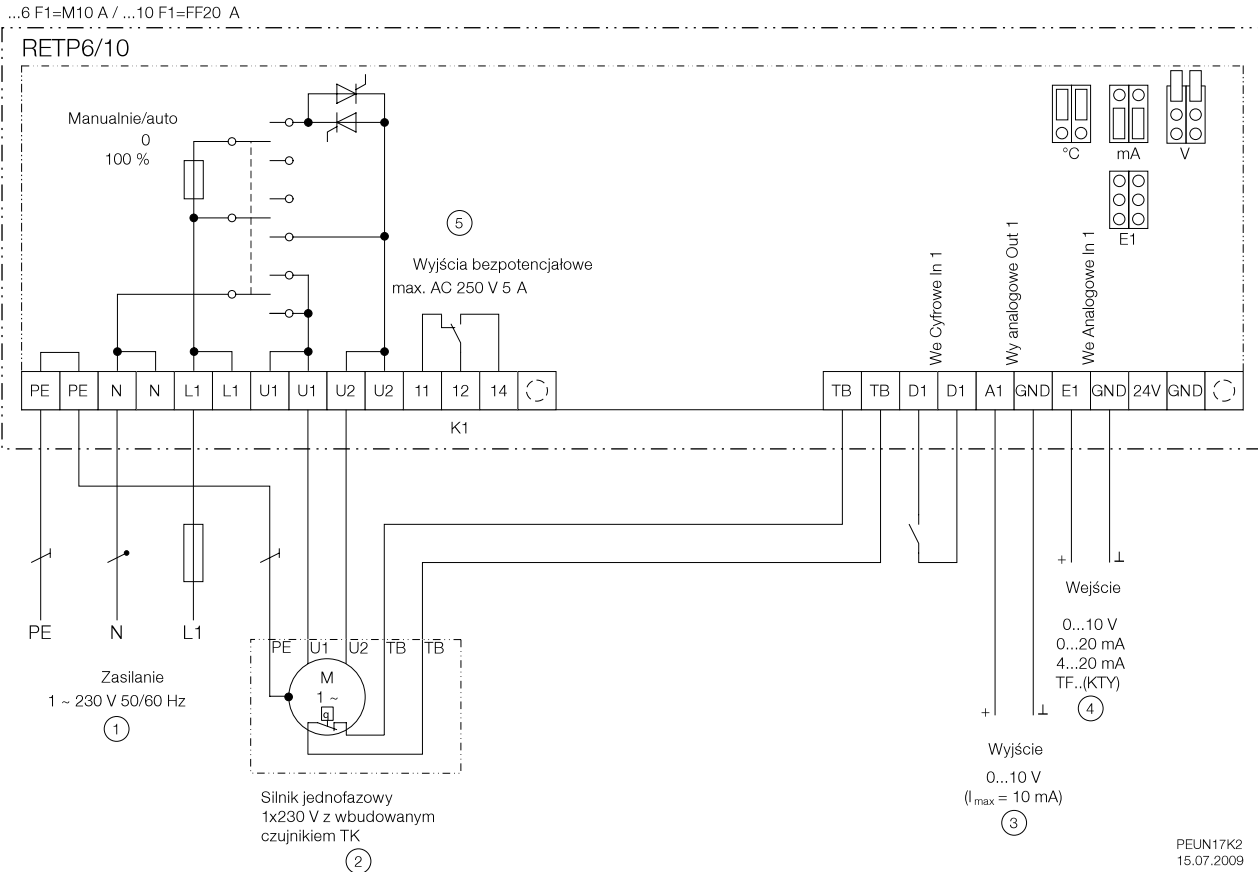 ...6 F1=M10 A / ...10 F1=FF20 A
RETP6/10
Manualnie/auto
0
100 %
5
Wyjścia bezpotencjałowe
max. AC 250 V 5 A
°C
mA
V
E1
We Cyfrowe In 1
Wy analogowe Out 1
We Analogowe In 1
PE PE N N L1 L1 U1 U1 U2 U2 11 12 14
TB TB D1 D1 A1 GND E1 GND 24V GND
K1
+ ⊥
Wejście
0...10 V
0...20 mA
4...20 mA
TF..(KTY)
4
PE N L1
Zasilanie
1 ~ 230 V 50/60 Hz
1
PE U1 U2 TB TB
M
1 ~
Silnik jednofazowy
1x230 V z wbudowanym
czujnikiem TK
2
+ ⊥
Wyjście
0...10 V
(I max = 10 mA)
3
PEUN17K2
15.07.2009